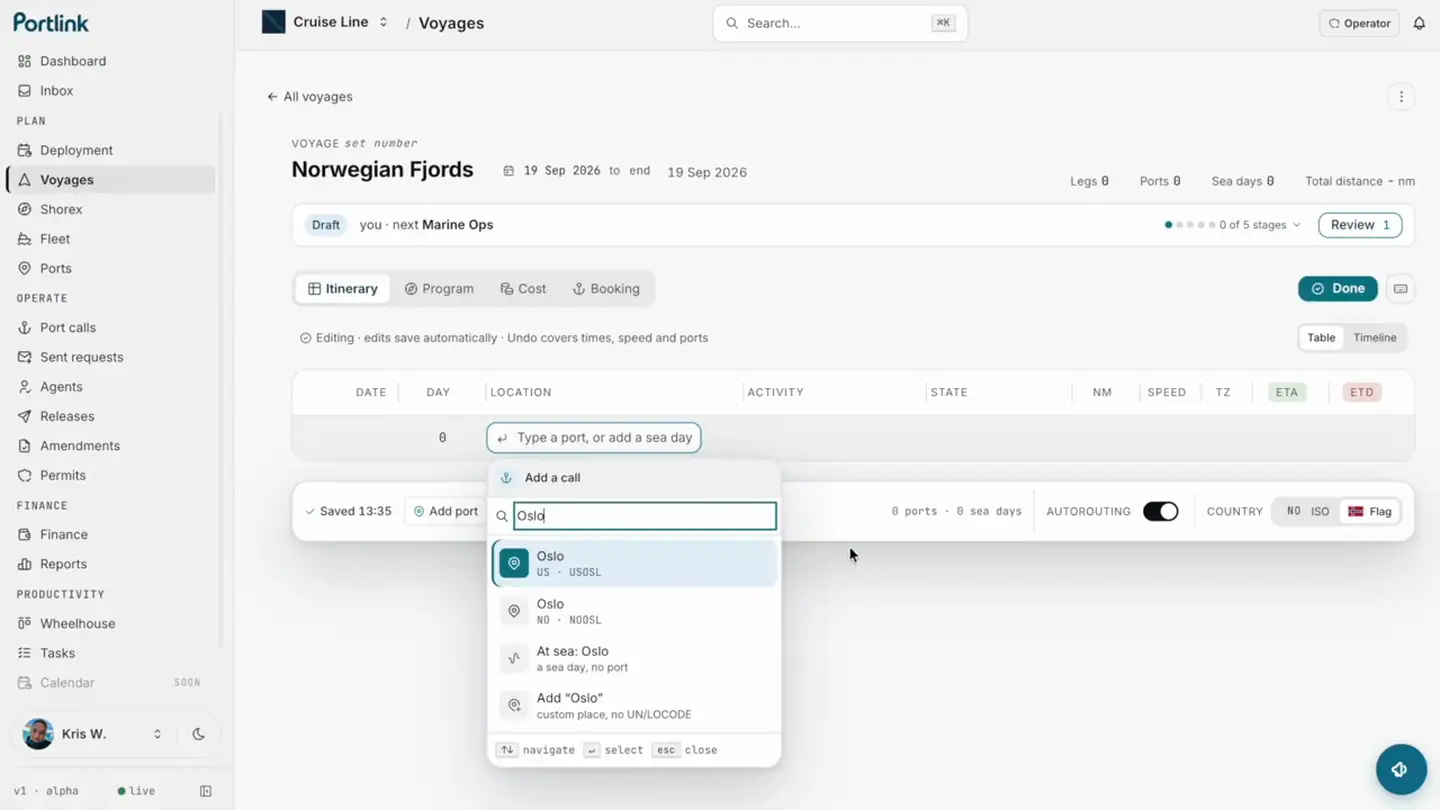 Portlink
Cruise Line / Voyages
Search... ⌘K
Operator
Dashboard
Inbox
PLAN
Deployment
Voyages
Shorex
Fleet
Ports
OPERATE
Port calls
Sent requests
Agents
Releases
Amendments
Permits
FINANCE
Finance
Reports
PRODUCTIVITY
Wheelhouse
Tasks
Calendar SOON
Kris W.
v1 · alpha live
← All voyages
VOYAGE set number
Norwegian Fjords 19 Sep 2026 to end 19 Sep 2026
Legs 0 Ports 0 Sea days 0 Total distance - nm
Draft you · next Marine Ops 0 of 5 stages Review 1
Itinerary Program Cost Booking Done
Editing · edits save automatically · Undo covers times, speed and ports Table Timeline
DATE DAY LOCATION ACTIVITY STATE NM SPEED TZ ETA ETD
0 Type a port, or add a sea day
Saved 13:35 Add port 0 ports · 0 sea days AUTOROUTING COUNTRY NO ISO Flag
Add a call
Oslo
Oslo
US · USOSL
Oslo
NO · NOOSL
At sea: Oslo
a sea day, no port
Add “Oslo”
custom place, no UN/LOCODE
↑↓ navigate ↵ select esc close